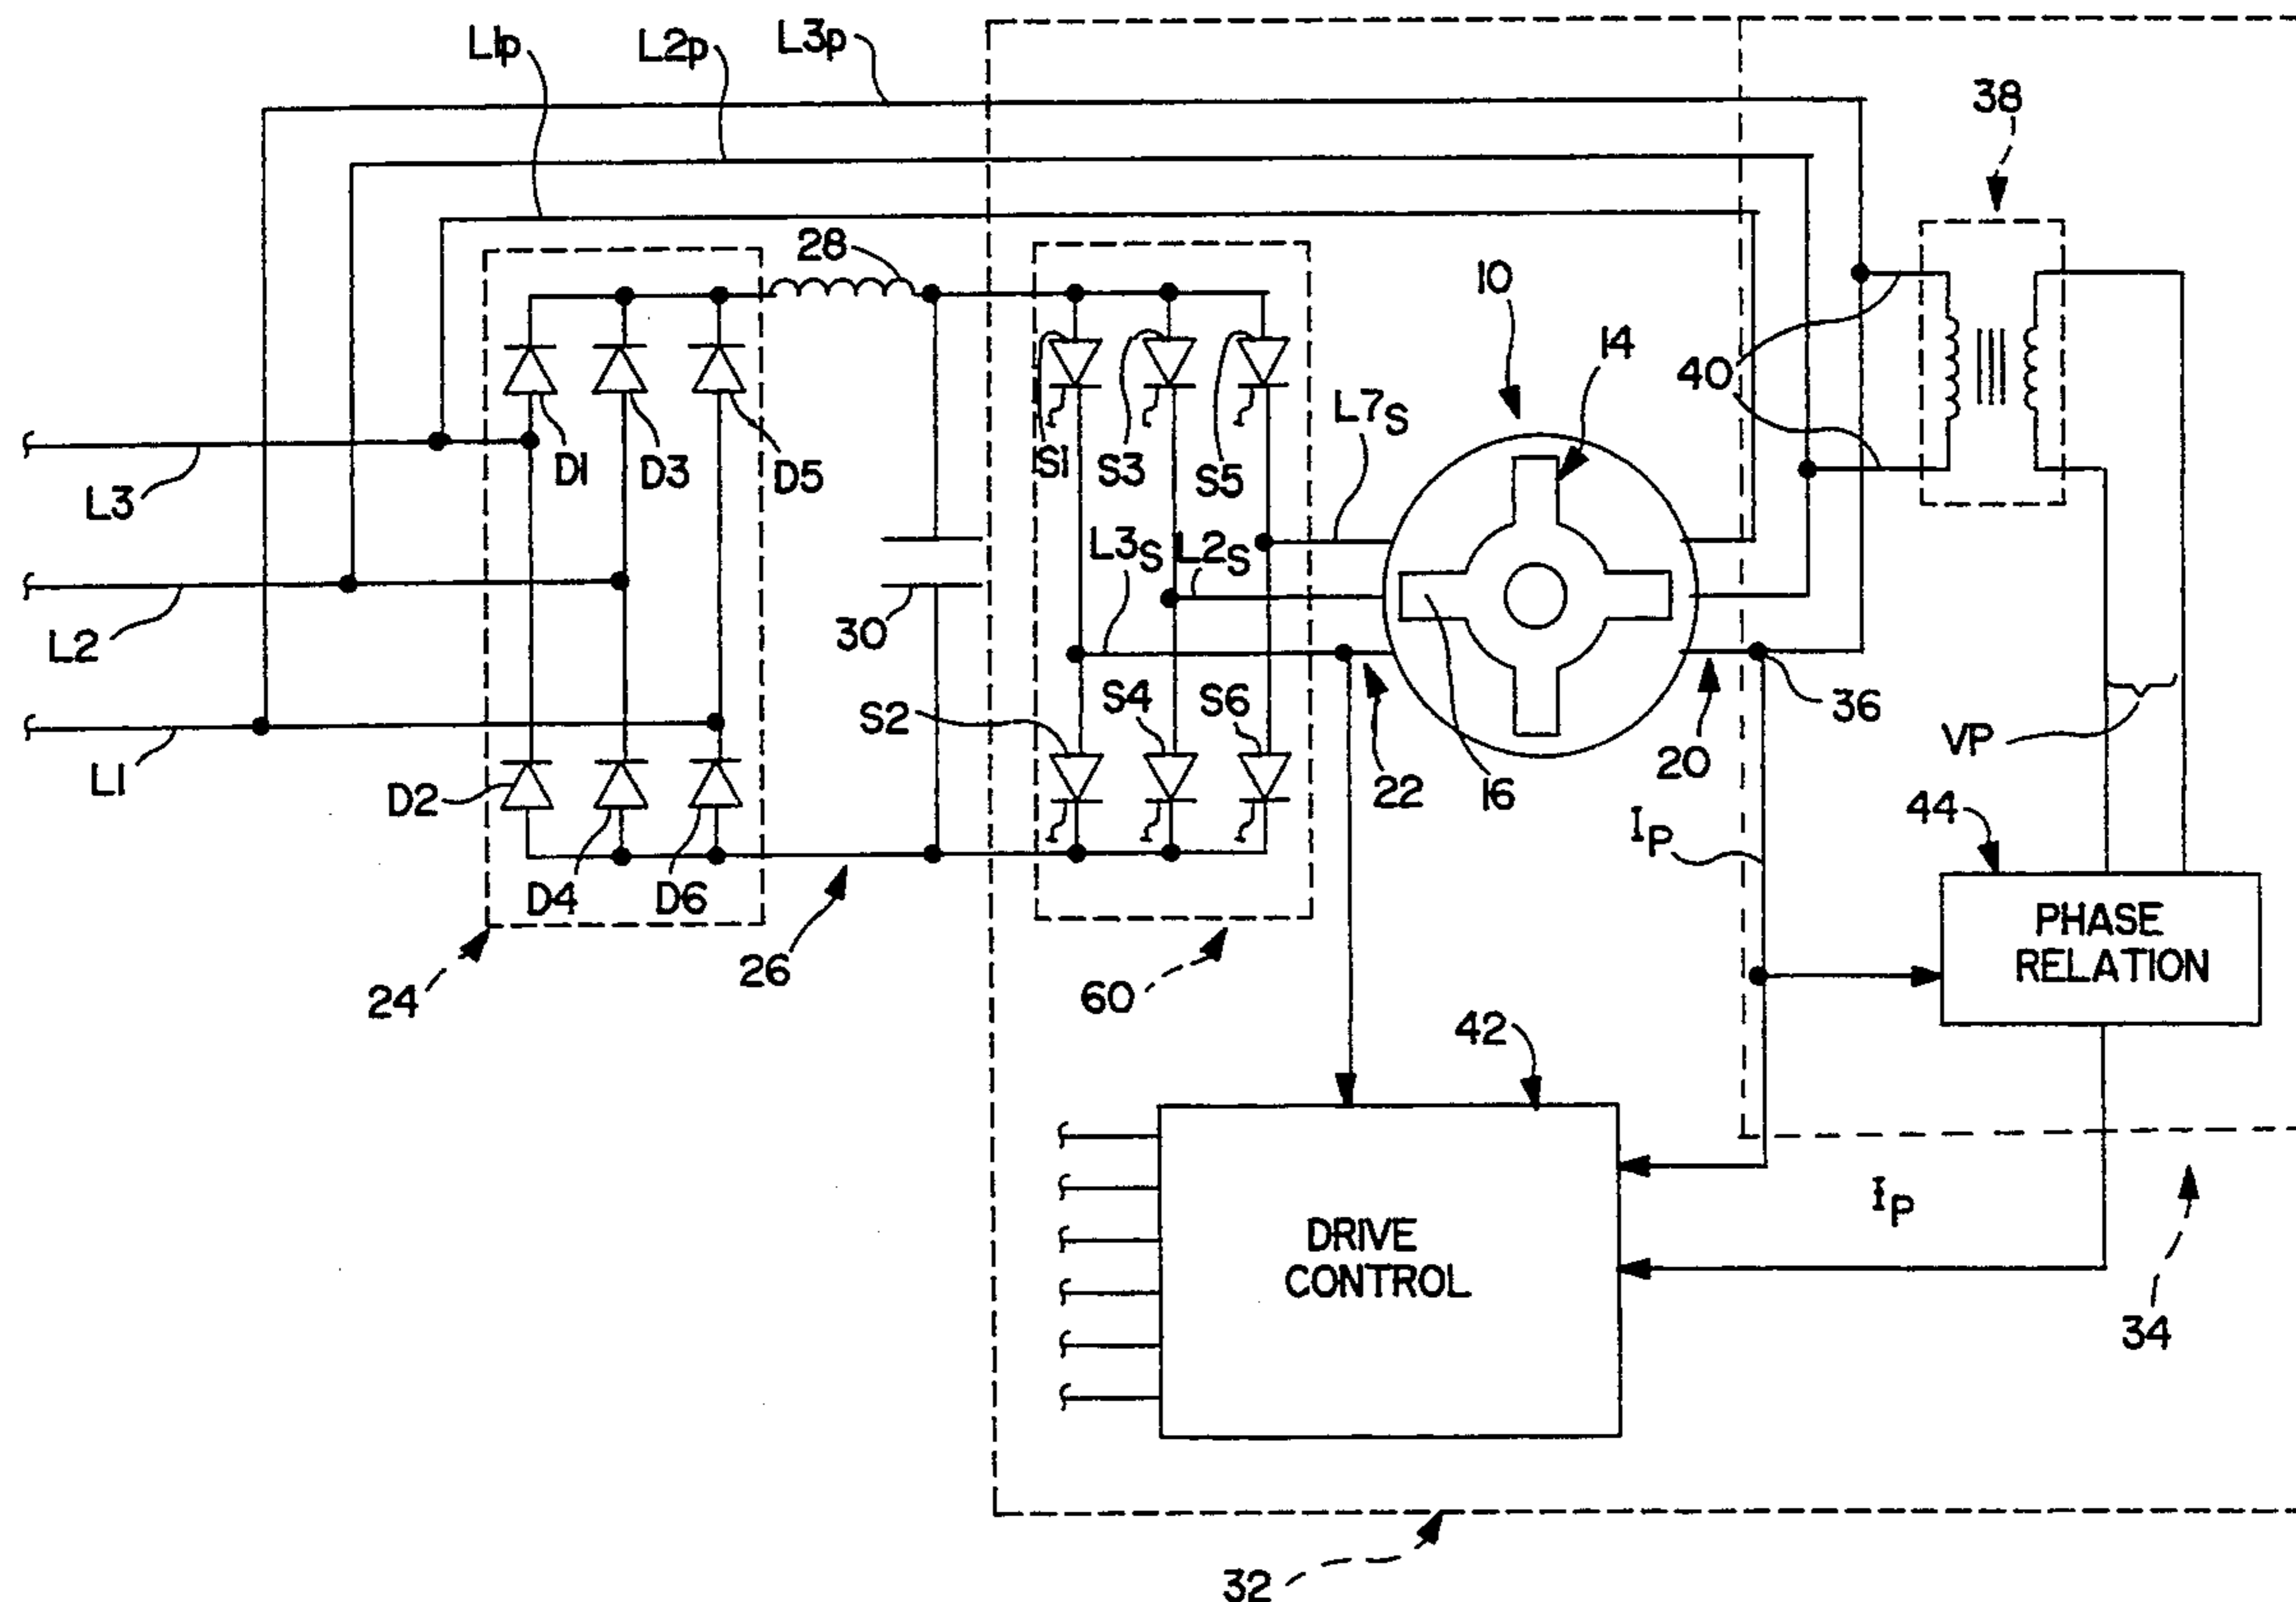 L1p
L2p
L3p
38
28
10
14
40
L7S
D1
D3
D5
S1
S3
S5
L3
L3S
L2S
30
L2
S2
S4
S6
36
20
VP
L1
D2
16
22
44
IP
D4
D6
26
24
60
PHASE
RELATION
42
IP
DRIVE
CONTROL
34
32